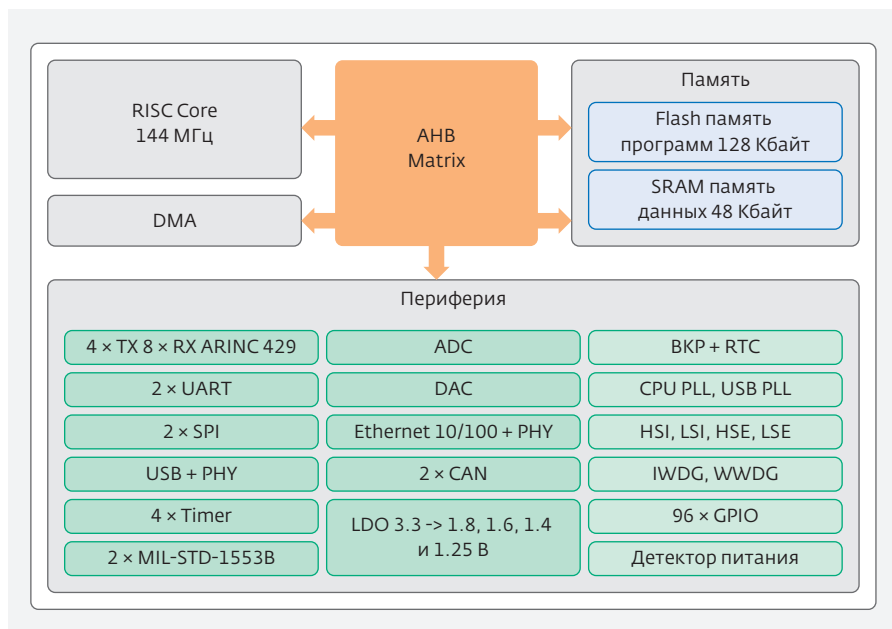 RISC Core
144 МГц
DMA
AHB
Matrix
Память
Flash память
программ 128 Кбайт
SRAM память
данных 48 Кбайт
Периферия
4 × TX 8 × RX ARINC 429
2 × UART
2 × SPI
USB + PHY
4 × Timer
2 × MIL-STD-1553B
ADC
DAC
Ethernet 10/100 + PHY
2 × CAN
LDO 3.3 -> 1.8, 1.6, 1.4
и 1.25 В
BKP + RTC
CPU PLL, USB PLL
HSI, LSI, HSE, LSE
IWDG, WWDG
96 × GPIO
Детектор питания